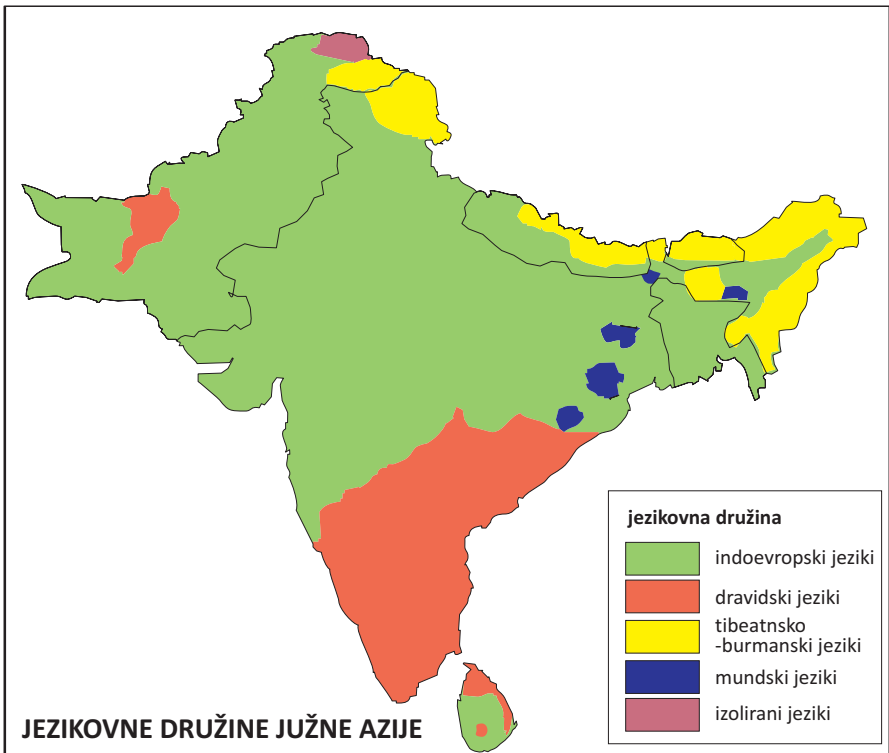 jezikovna družina
indoevropski jeziki
dravidski jeziki
tibeatnsko
-burmanski jeziki
mundski jeziki
izolirani jeziki
JEZIKOVNE DRUŽINE JUŽNE AZIJE